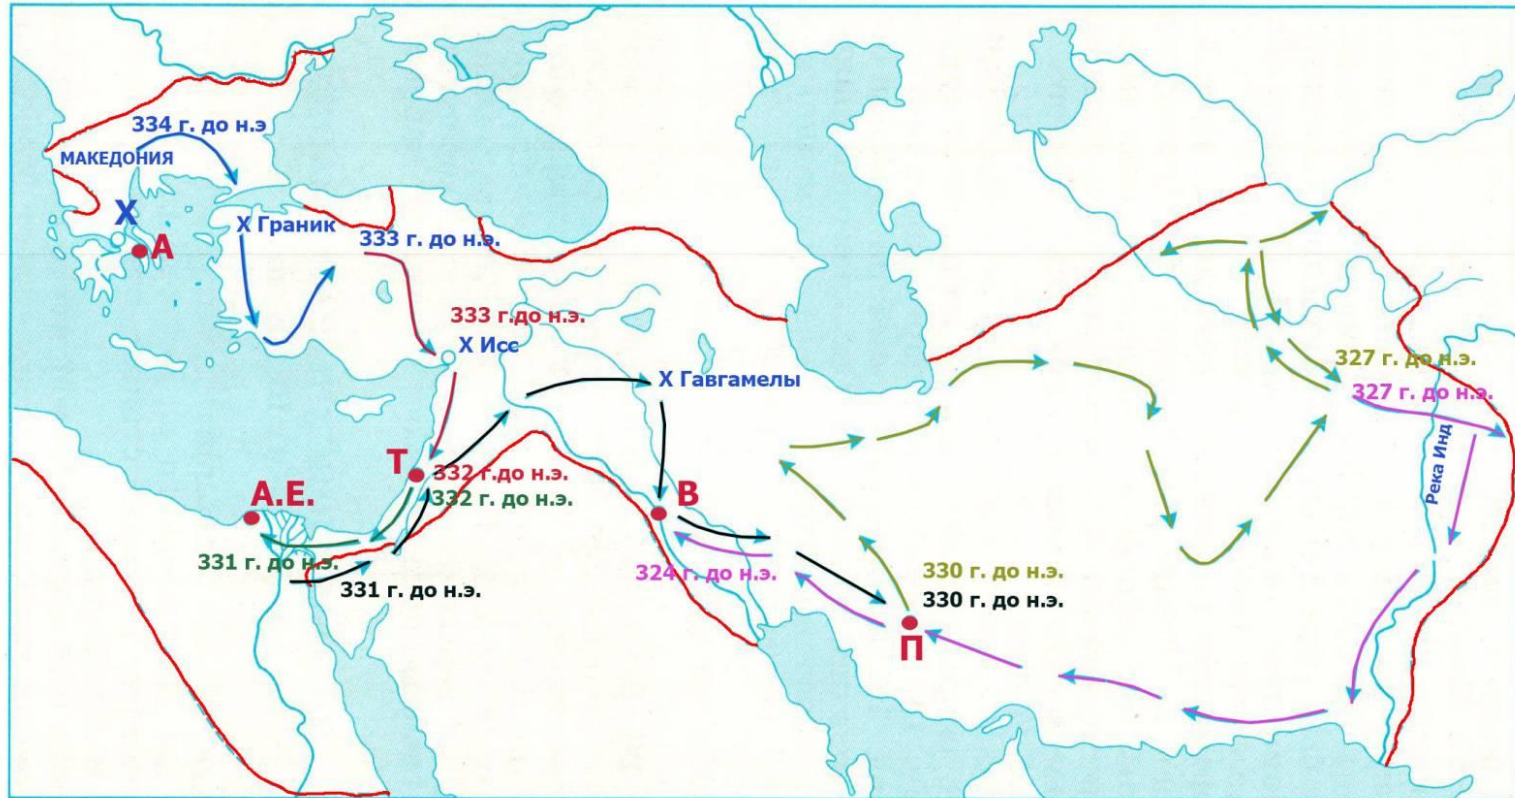 334 г. до н.э
МАКЕДОНИЯ
Х
А
Х Граник
333 г. до н.э.
333 г.до н.э.
Х Исс
Х Гавгамелы
327 г. до н.э.
327 г. до н.э.
Река Инд
Т
332 г.до н.э.
332 г.до н.э.
А.Е.
В
331 г. до н.э.
331 г. до н.э.
324 г. до н.э.
330 г. до н.э.
330 г. до н.э.
П